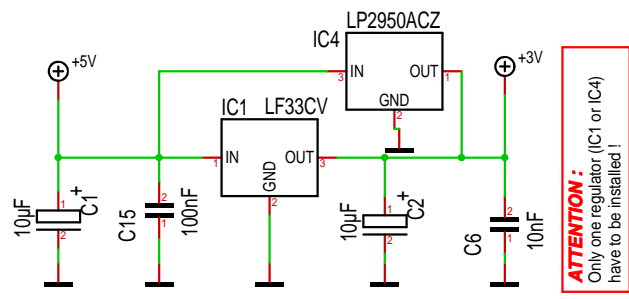 LP2950ACZ
IC4
+5V
+3V
3
IN
OUT
1
GND
2
IC1
LF33CV
1
IN
OUT
3
GND
2
+
1
2
10µF
C1
2
1
C15
100nF
+
1
2
10µF
C2
2
1
C6
10nF
ATTENTION :
Only one regulator (IC1 or IC4)
have to be installed !